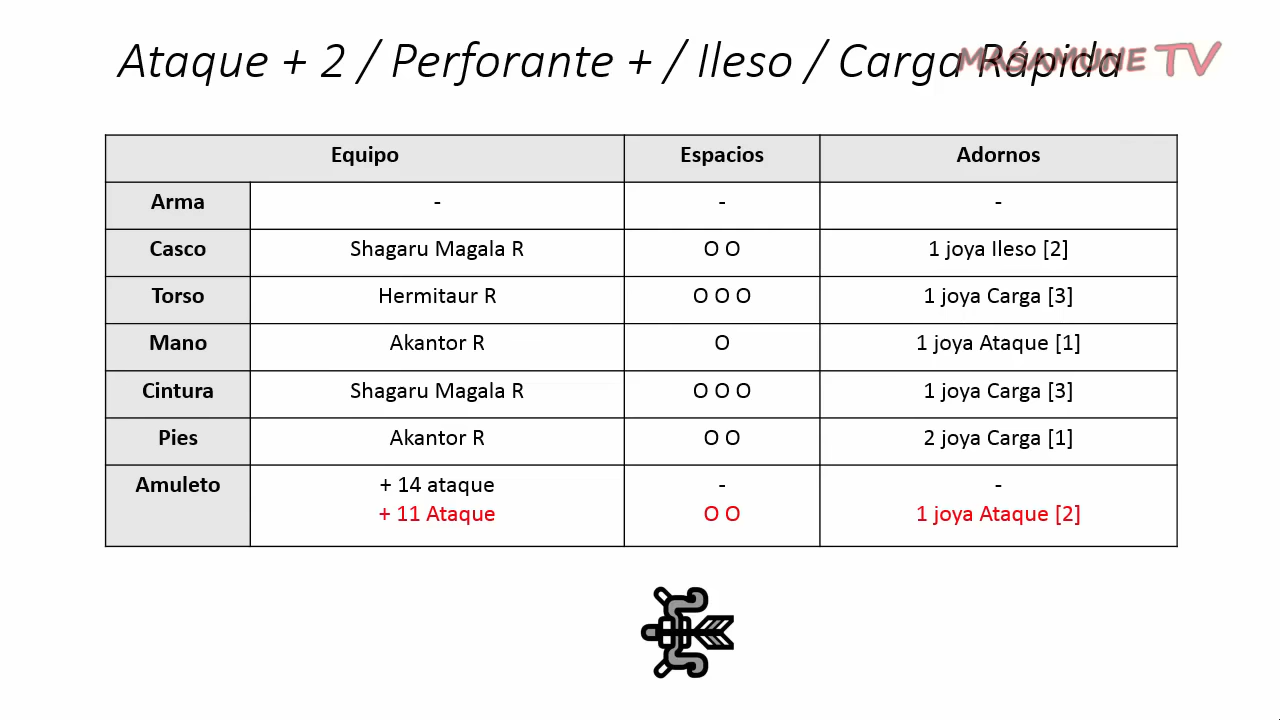 Ataque + 2 / Perforante + / Ileso / Carga Rápida
MASAMUNE TV
Equipo Espacios Adornos
Arma - - -
Casco Shagaru Magala R O O 1 joya Ileso [2]
Torso Hermitaur R O O O 1 joya Carga [3]
Mano Akantor R O 1 joya Ataque [1]
Cintura Shagaru Magala R O O O 1 joya Carga [3]
Pies Akantor R O O 2 joya Carga [1]
Amuleto + 14 ataque - -
+ 11 Ataque O O 1 joya Ataque [2]